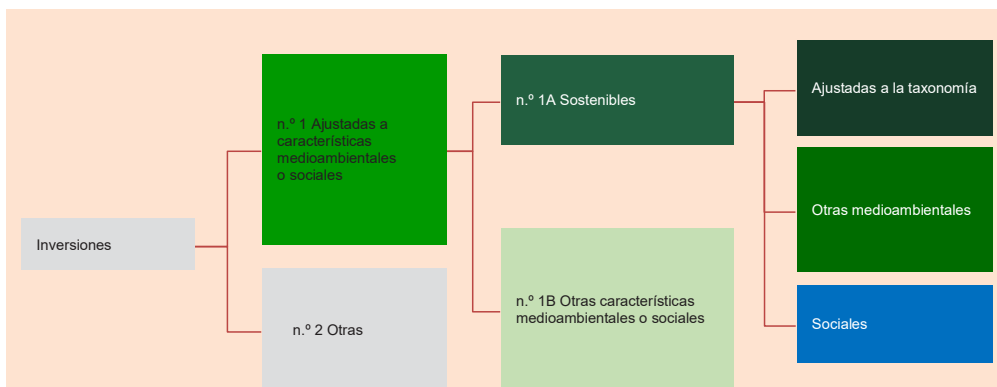 Inversiones
n.º 1 Ajustadas a
características
medioambientales
o sociales
n.º 2 Otras
n.º 1A Sostenibles
n.º 1B Otras características
medioambientales o sociales
Ajustadas a la taxonomía
Otras medioambientales
Sociales